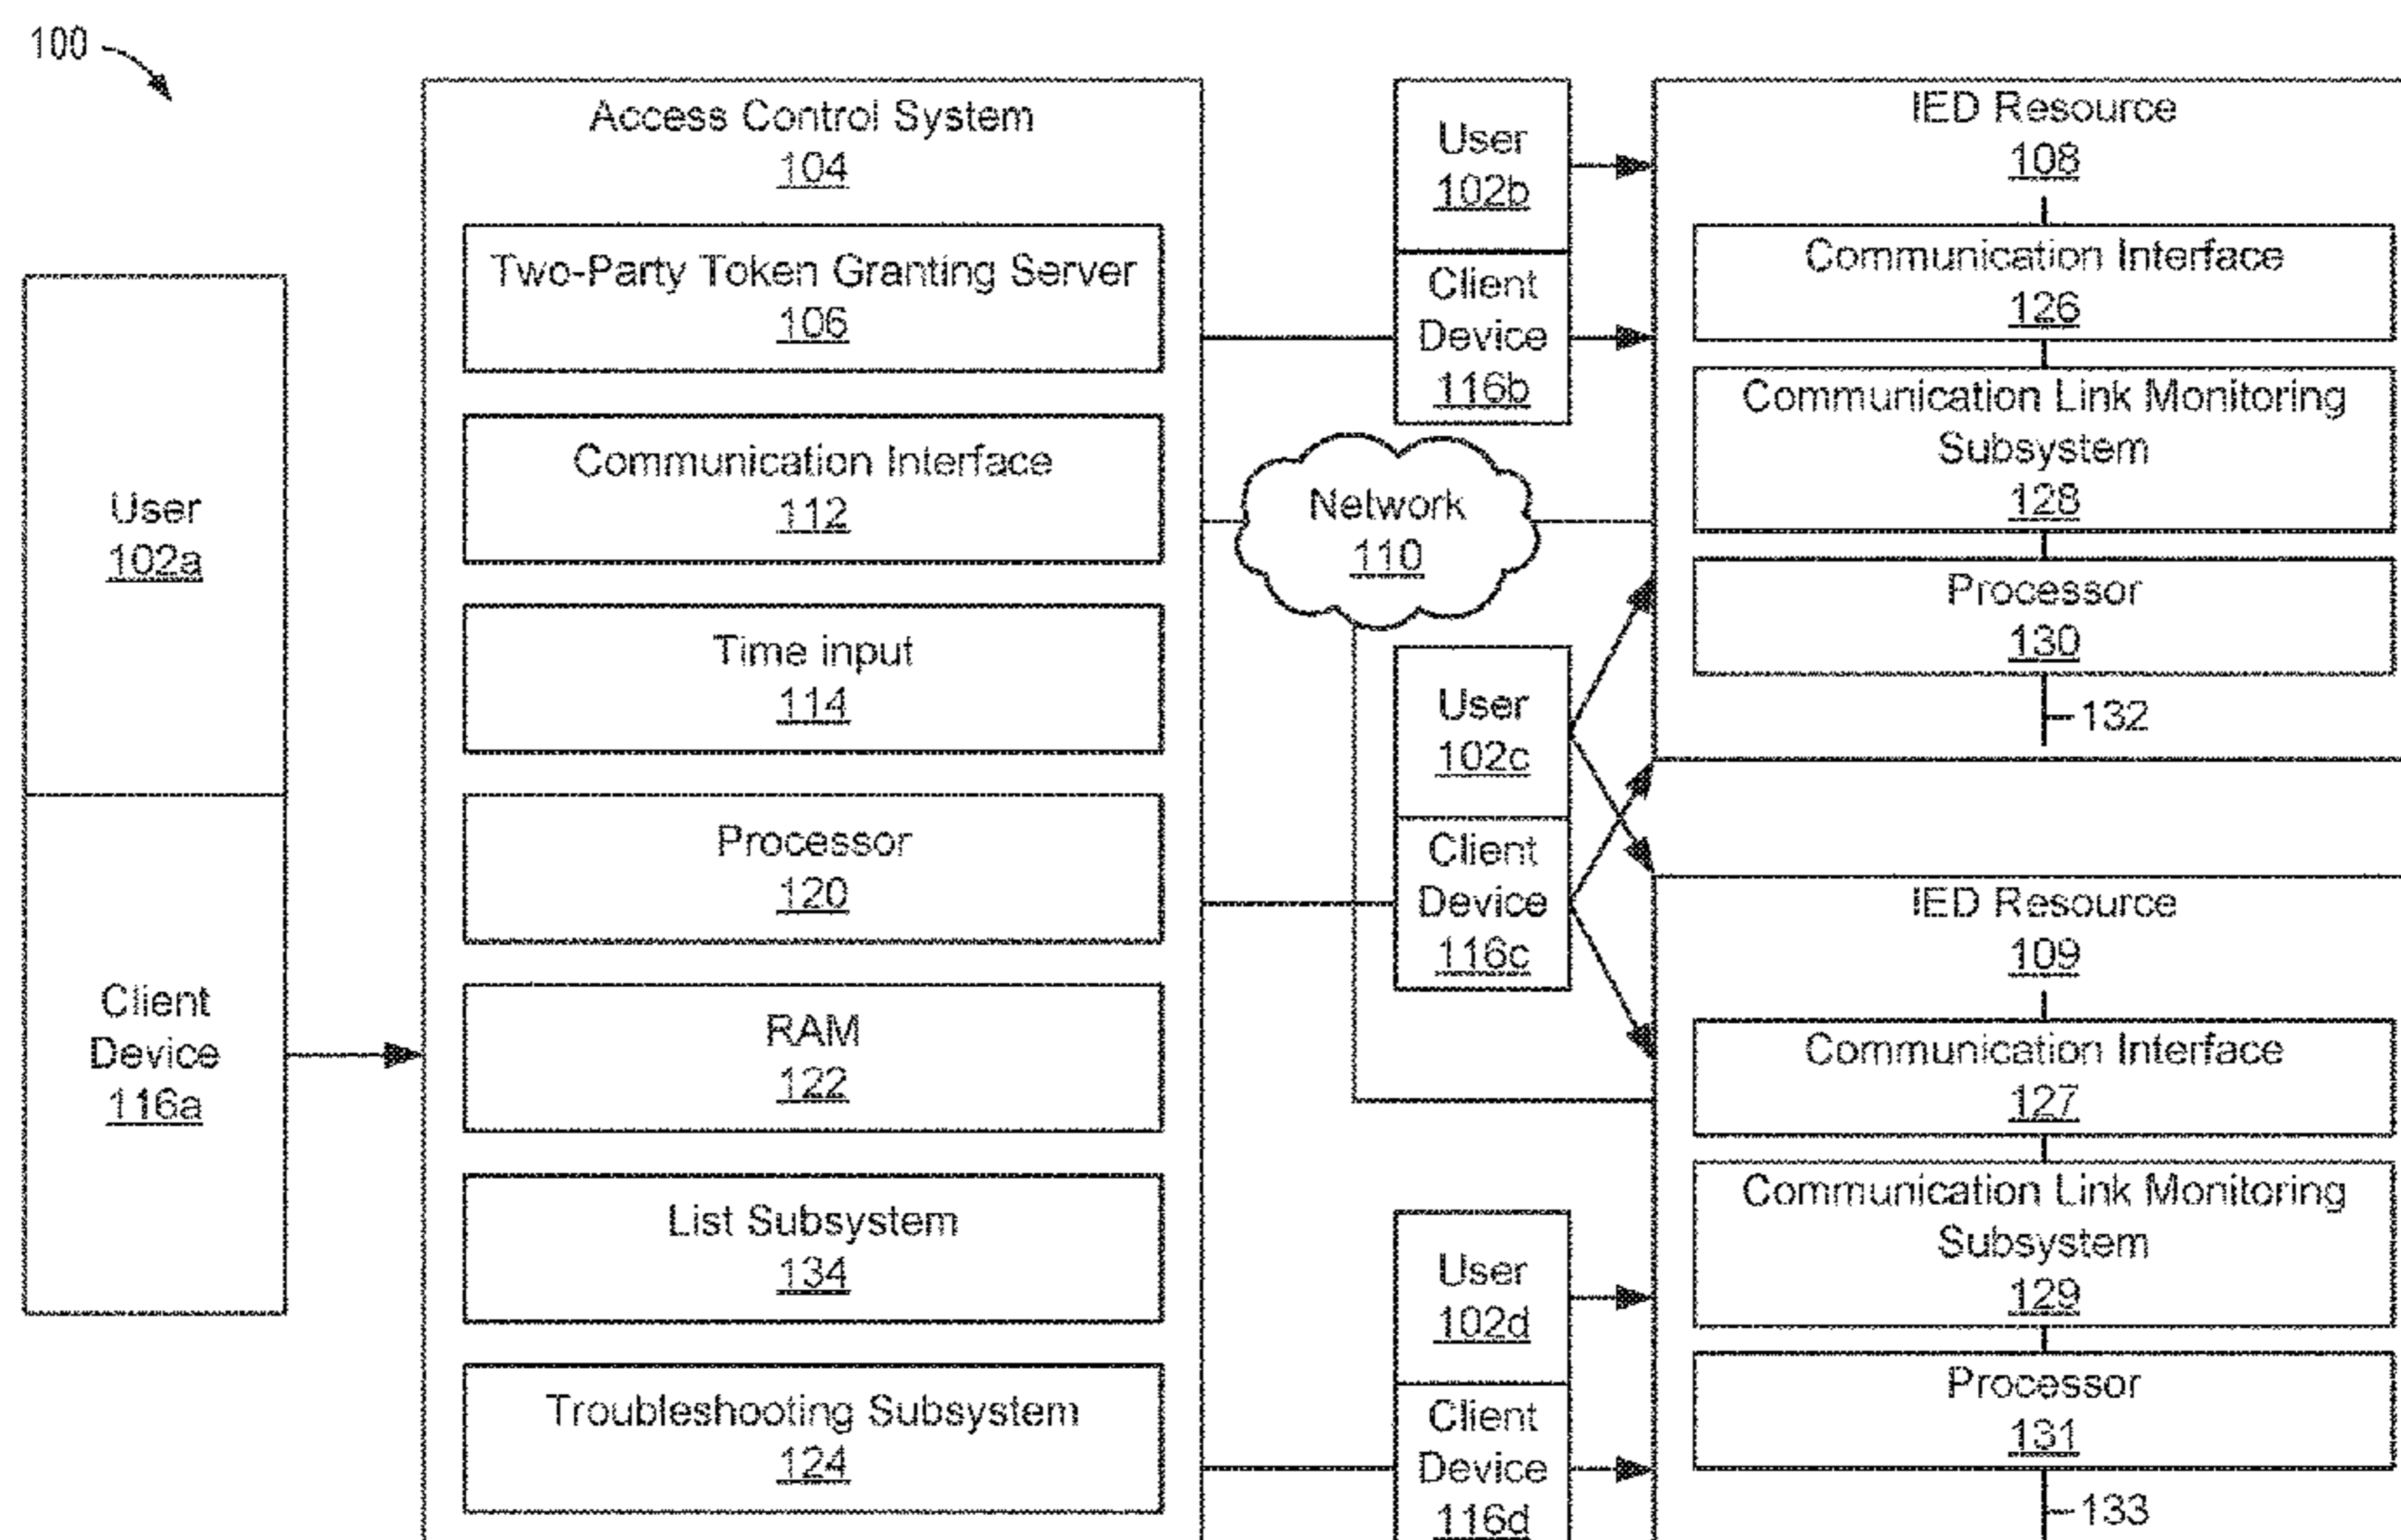 100
User
102a
Client
Device
116a
Access Control System
104
Two-Party Token Granting Server
106
Communication Interface
112
Time input
114
Processor
120
RAM
122
List Subsystem
134
Troubleshooting Subsystem
124
User
102b
Client
Device
116b
Network
110
User
102c
Client
Device
116c
User
102d
Client
Device
116d
IED Resource
108
Communication Interface
126
Communication Link Monitoring
Subsystem
128
Processor
130
132
IED Resource
109
Communication Interface
127
Communication Link Monitoring
Subsystem
129
Processor
131
133